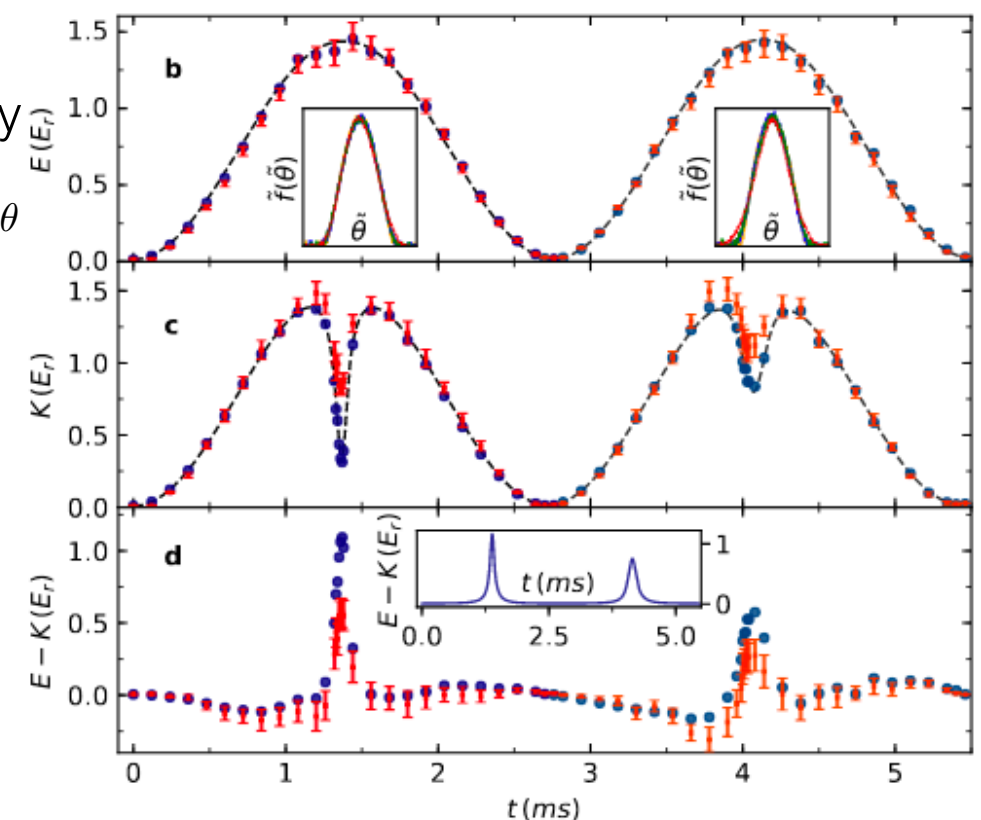 y
θ
b
E (E_r)
1.5
1.0
0.5
0.0
f̃(θ̃)
θ̃
f̃(θ̃)
θ̃
c
K (E_r)
1.5
1.0
0.5
0.0
d
E − K (E_r)
1.0
0.5
0.0
E − K (E_r)
t (ms)
1
0
0.0 2.5 5.0
0 1 2 3 4 5
t (ms)